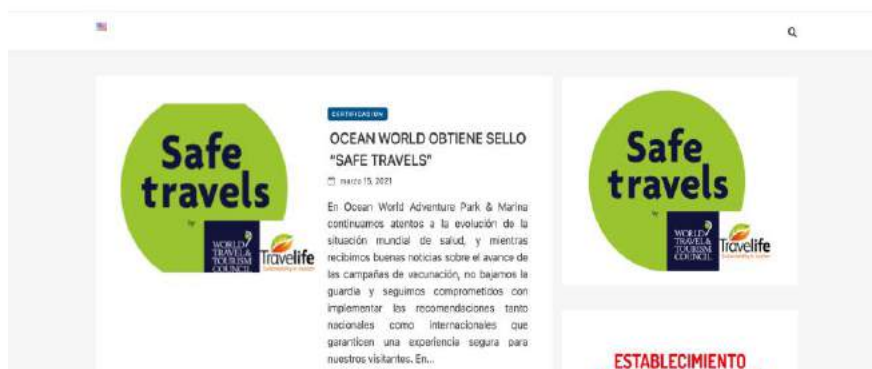 Safe
travels
by
WORLD
TRAVEL&
TOURISM
COUNCIL
Travelife
CERTIFICACION
OCEAN WORLD OBTIENE SELLO
"SAFE TRAVELS"
marzo 15, 2021
En Ocean World Adventure Park & Marina
continuamos atentos a la evolución de la
situación mundial de salud, y mientras
recibimos buenas noticias sobre el avance de
las campañas de vacunación, no bajamos la
guardia y seguimos comprometidos con
implementar las recomendaciones tanto
nacionales como internacionales que
garanticen una experiencia segura para
nuestros visitantes. En...
Safe
travels
by
WORLD
TRAVEL&
TOURISM
COUNCIL
Travelife
ESTABLECIMIENTO